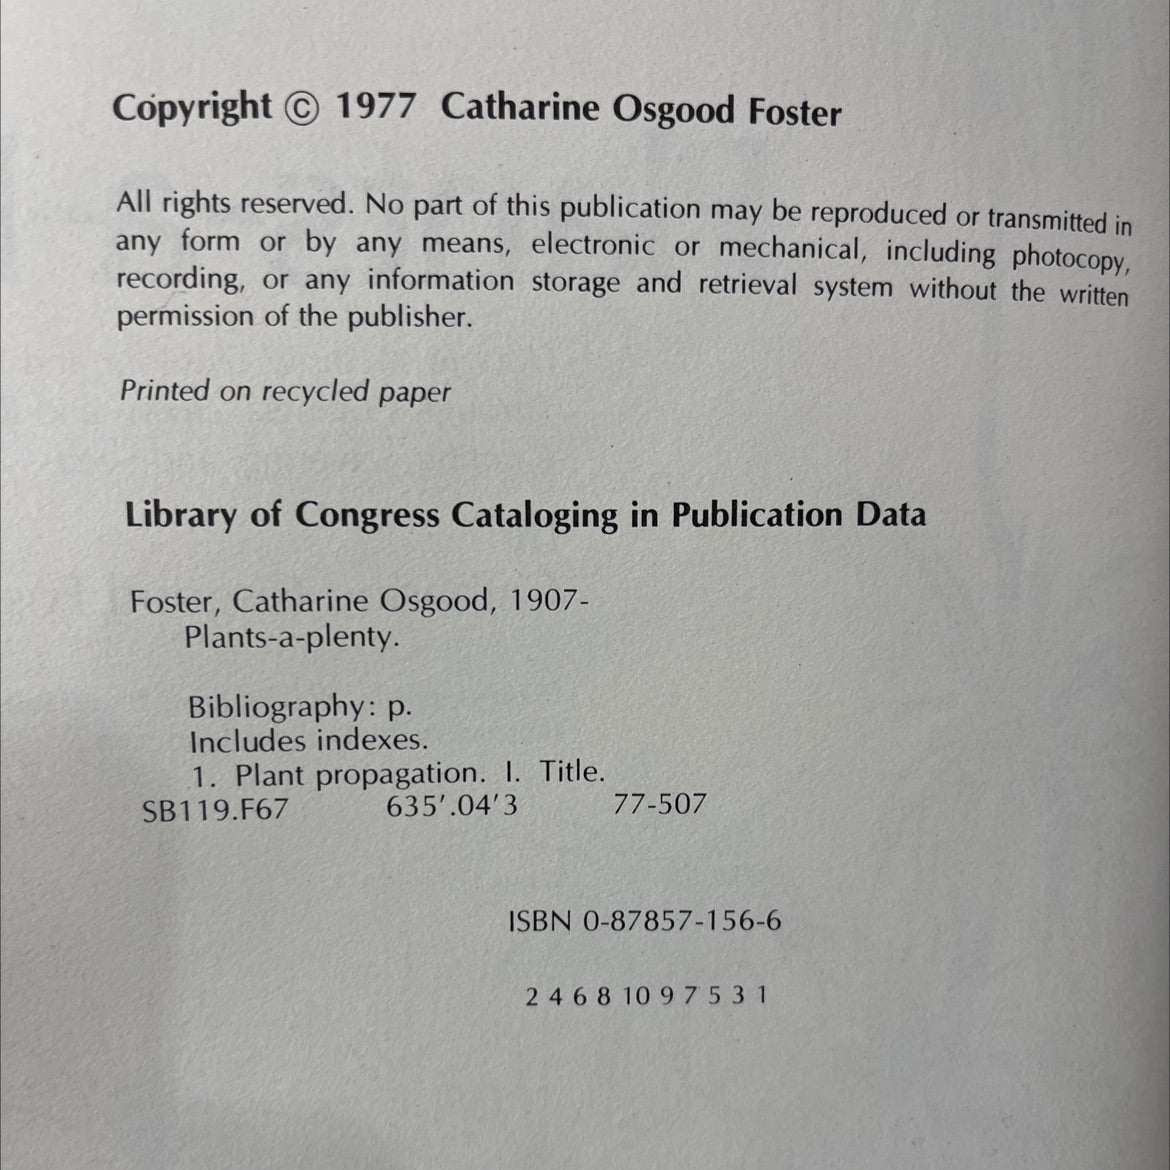 Copyright © 1977 Catharine Osgood Foster
All rights reserved. No part of this publication may be reproduced or transmitted in
any form or by any means, electronic or mechanical, including photocopy,
recording, or any information storage and retrieval system without the written
permission of the publisher.
Printed on recycled paper
Library of Congress Cataloging in Publication Data
Foster, Catharine Osgood, 1907-
Plants-a-plenty.
Bibliography: p.
Includes indexes.
1. Plant propagation. I. Title.
SB119.F67 635'.04'3 77-507
ISBN 0-87857-156-6
2 4 6 8 10 9 7 5 3 1